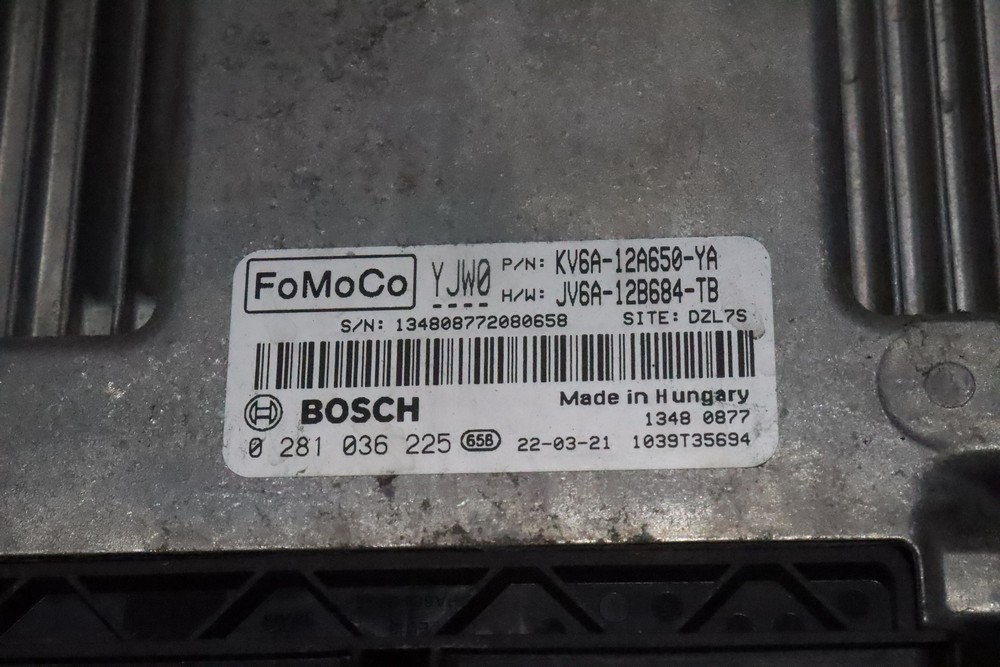 FoMoCo YJW0 P/N: KV6A-12A650-YA
H/W: JV6A-12B684-TB
S/N: 134808772080658 SITE: DZL7S
BOSCH Made in Hungary
1348 0877
0 281 036 225 658 22-03-21 1039T35694